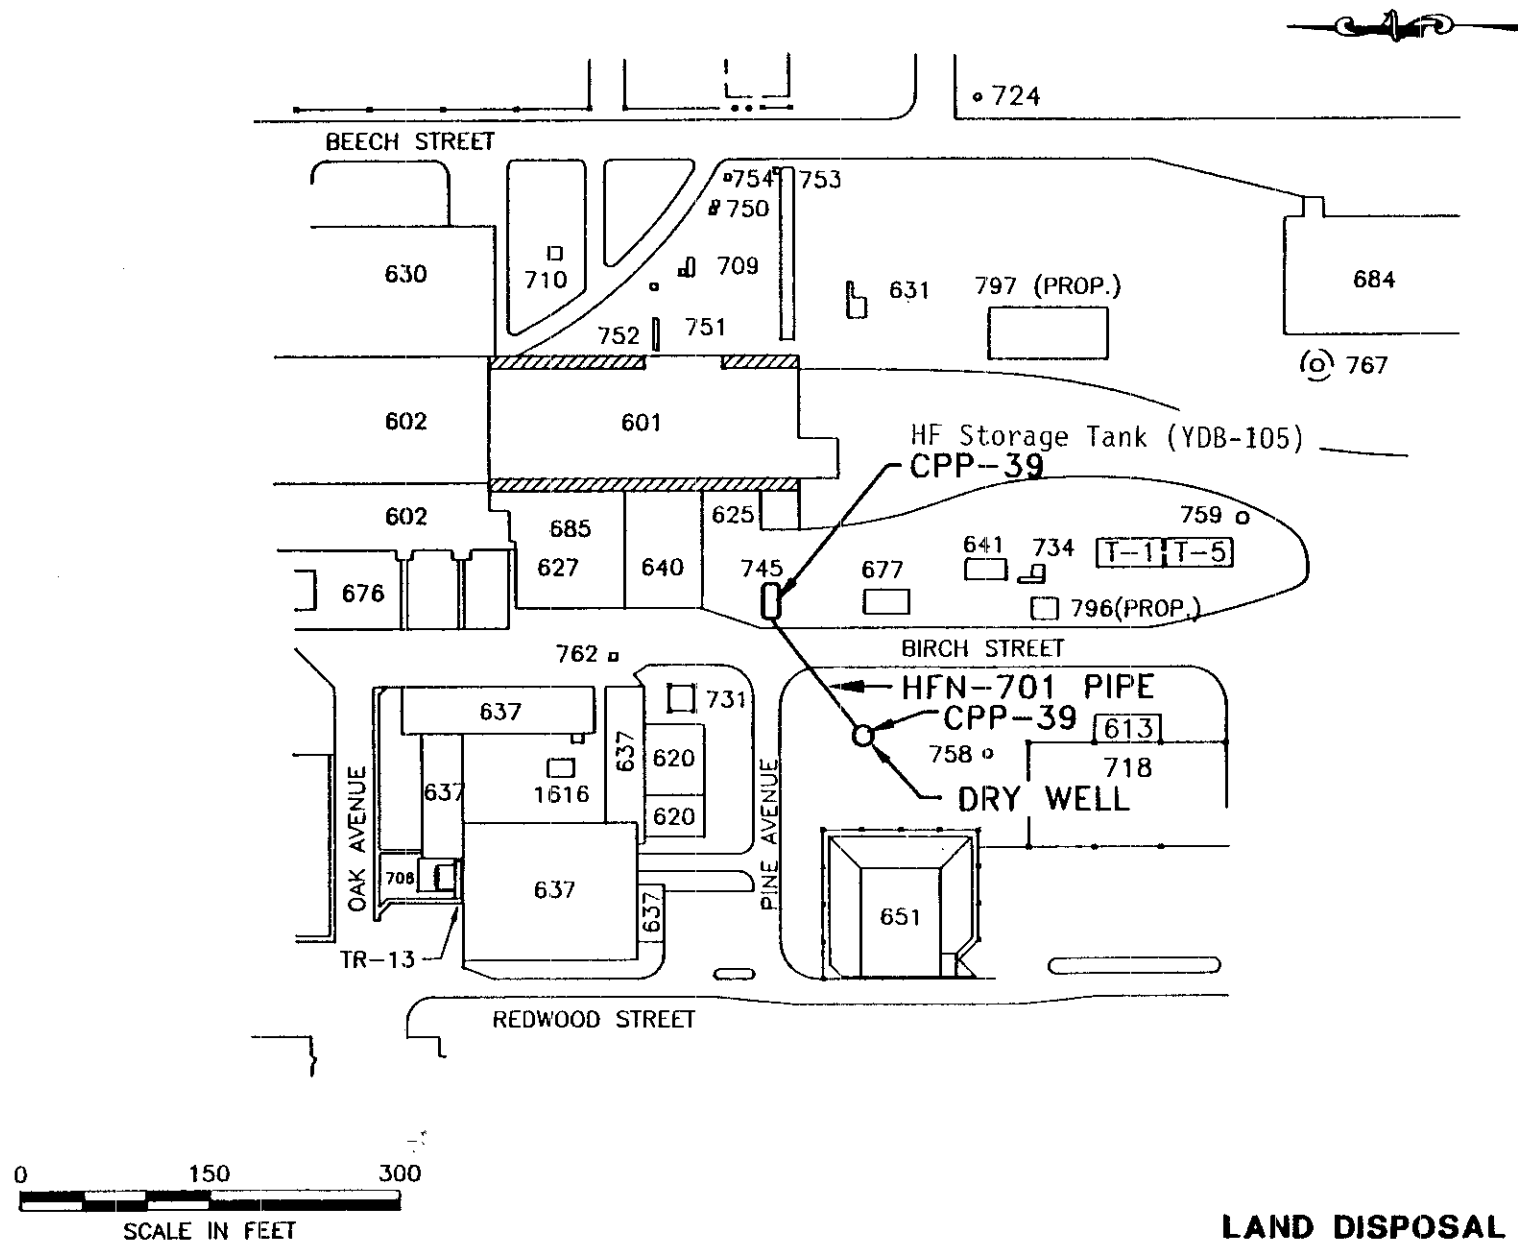 724
BEECH STREET
754
753
750
630
710
709
631
797 (PROP.)
684
752
751
767
602
601
HF Storage Tank (YDB-105)
CPP-39
602
685
625
759
641
734
T-1
T-5
627
640
745
677
676
796(PROP.)
BIRCH STREET
762
HFN-701 PIPE
731
637
CPP-39
613
637
620
758
718
637
1616
DRY WELL
620
OAK AVENUE
PINE AVENUE
708
637
637
651
TR-13
REDWOOD STREET
0 150 300
SCALE IN FEET
LAND DISPOSAL